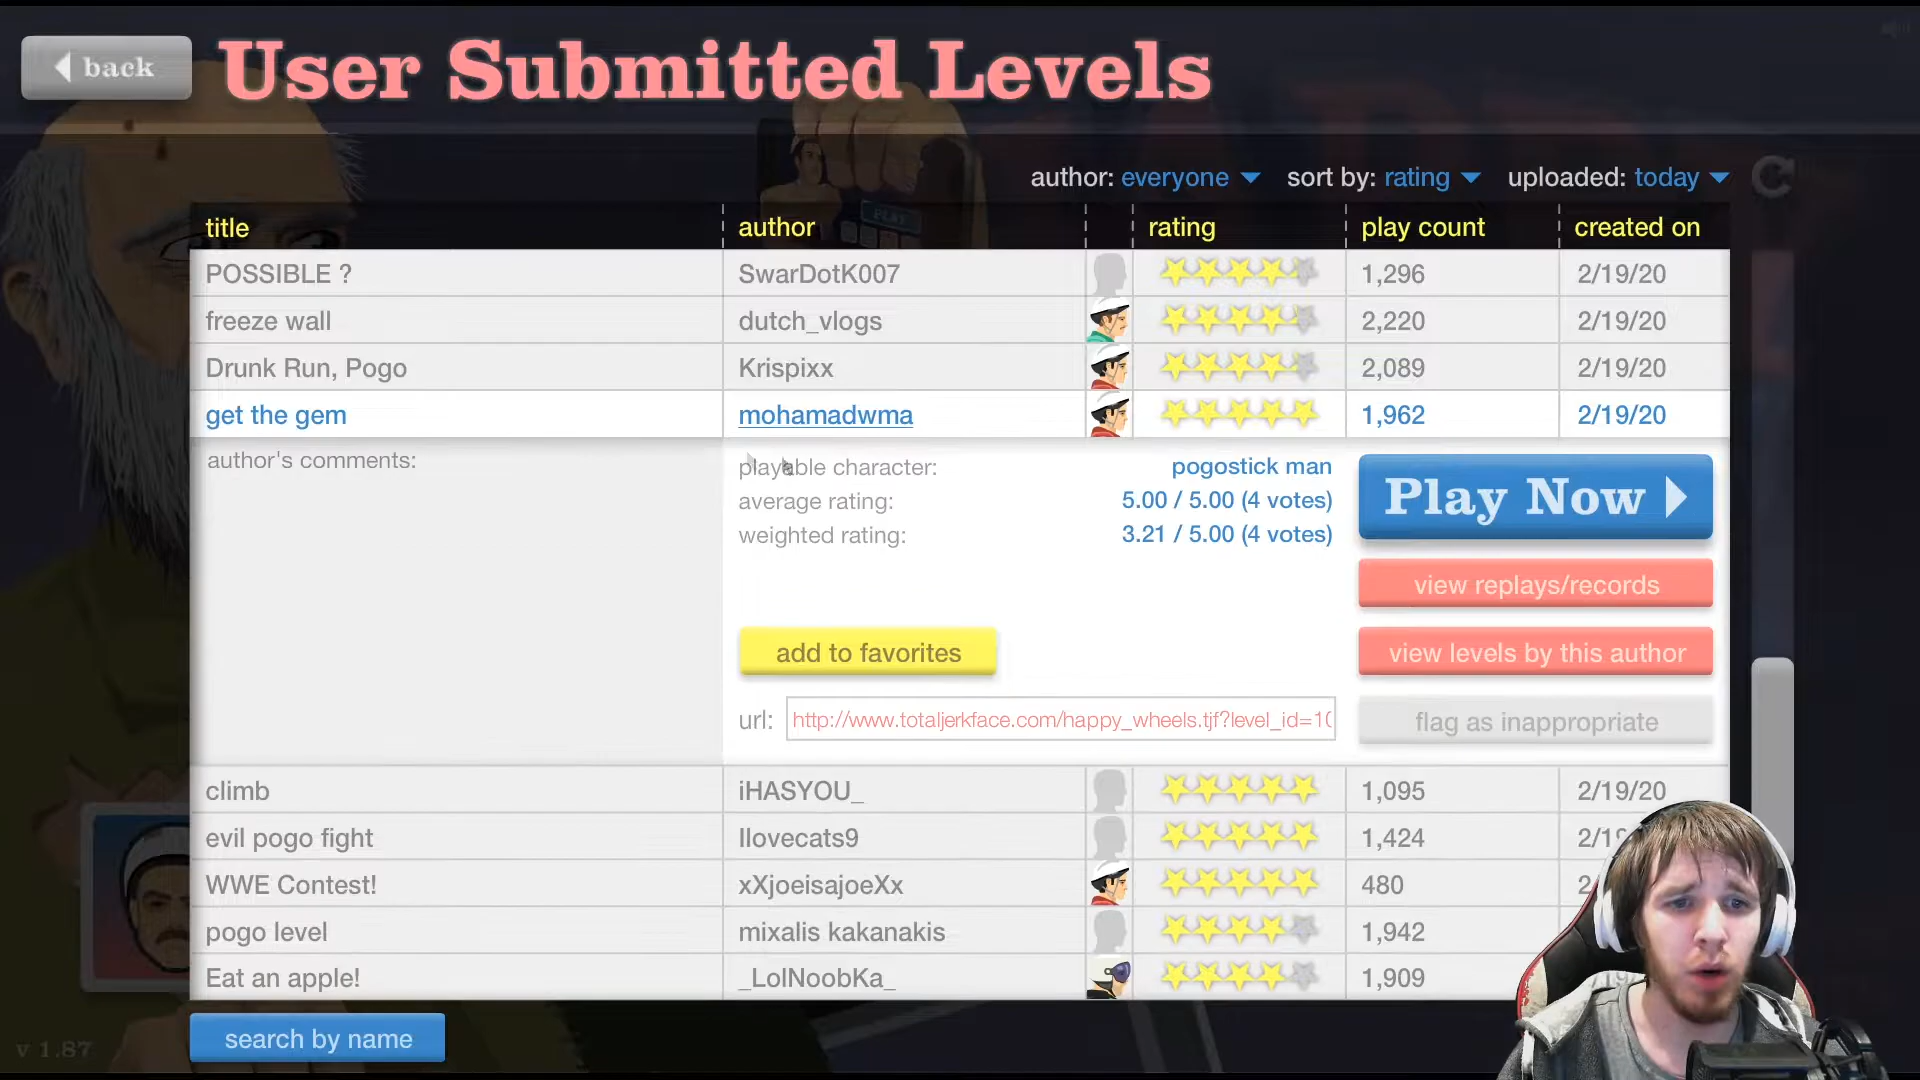 back
User Submitted Levels
author: everyone sort by: rating uploaded: today
title author rating play count created on
POSSIBLE ? SwarDotK007 1,296 2/19/20
freeze wall dutch_vlogs 2,220 2/19/20
Drunk Run, Pogo Krispixx 2,089 2/19/20
get the gem mohamadwma 1,962 2/19/20
author's comments:
playable character: pogostick man
average rating: 5.00 / 5.00 (4 votes)
weighted rating: 3.21 / 5.00 (4 votes)
Play Now
view replays/records
add to favorites
view levels by this author
url: http://www.totaljerkface.com/happy_wheels.tjf?level_id=10
flag as inappropriate
climb iHASYOU_ 1,095 2/19/20
evil pogo fight Ilovecats9 1,424
WWE Contest! xXjoeisajoeXx 480
pogo level mixalis kakanakis 1,942
Eat an apple! _LolNoobKa_ 1,909
search by name
v 1.87